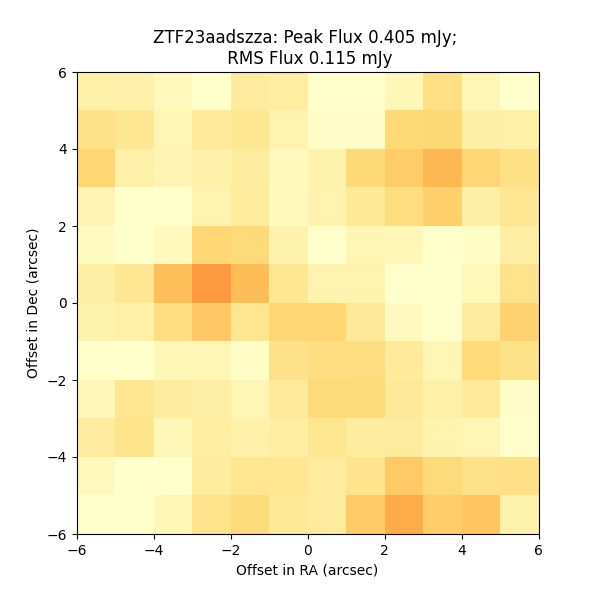 ZTF23aadszza: Peak Flux 0.405 mJy;
RMS Flux 0.115 mJy
6
4
2
0
−2
−4
−6
Offset in Dec (arcsec)
−6 −4 −2 0 2 4 6
Offset in RA (arcsec)